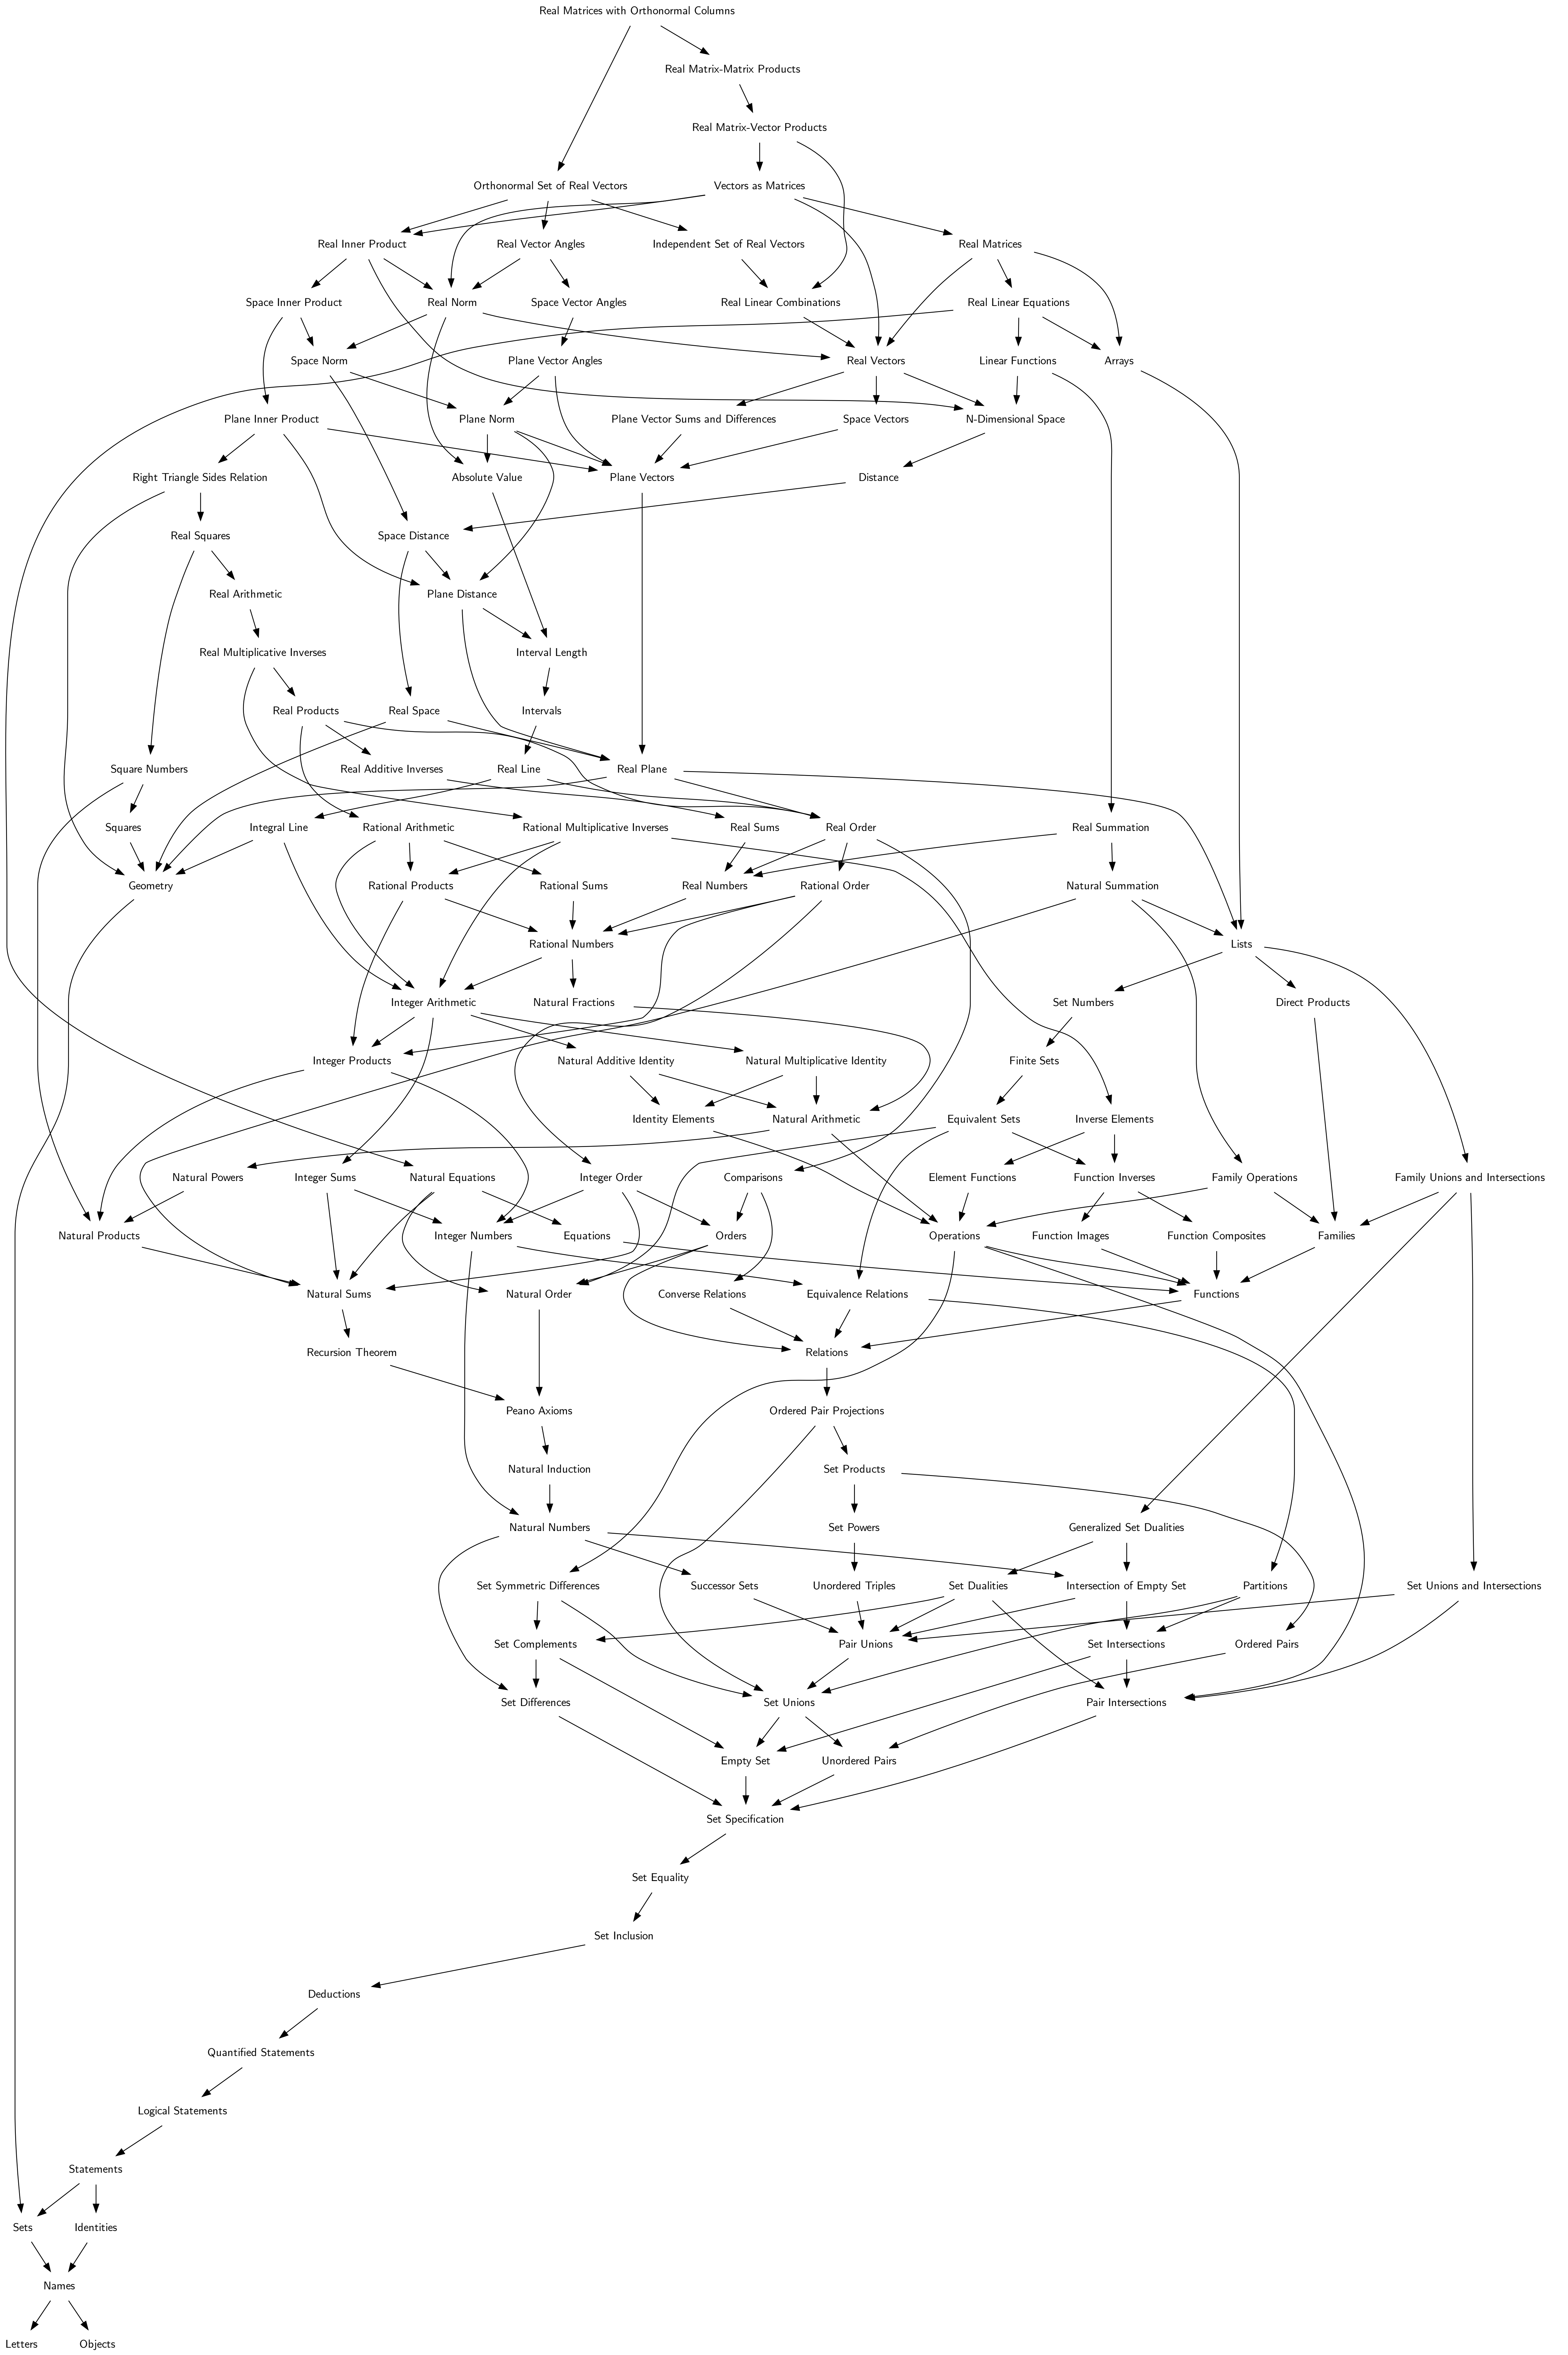 Real Matrices with Orthonormal Columns
Real Matrix-Matrix Products
Real Matrix-Vector Products
Orthonormal Set of Real Vectors
Vectors as Matrices
Real Inner Product
Real Vector Angles
Independent Set of Real Vectors
Real Matrices
Space Inner Product
Real Norm
Space Vector Angles
Real Linear Combinations
Real Linear Equations
Space Norm
Plane Vector Angles
Real Vectors
Linear Functions
Arrays
Plane Inner Product
Plane Norm
Plane Vector Sums and Differences
Space Vectors
N-Dimensional Space
Right Triangle Sides Relation
Absolute Value
Plane Vectors
Distance
Real Squares
Space Distance
Real Arithmetic
Plane Distance
Real Multiplicative Inverses
Interval Length
Real Products
Real Space
Intervals
Square Numbers
Real Additive Inverses
Real Line
Real Plane
Squares
Integral Line
Rational Arithmetic
Rational Multiplicative Inverses
Real Sums
Real Order
Real Summation
Geometry
Rational Products
Rational Sums
Real Numbers
Rational Order
Natural Summation
Rational Numbers
Lists
Integer Arithmetic
Natural Fractions
Set Numbers
Direct Products
Integer Products
Natural Additive Identity
Natural Multiplicative Identity
Finite Sets
Identity Elements
Natural Arithmetic
Equivalent Sets
Inverse Elements
Natural Powers
Integer Sums
Natural Equations
Integer Order
Comparisons
Element Functions
Function Inverses
Family Operations
Family Unions and Intersections
Natural Products
Integer Numbers
Equations
Orders
Operations
Function Images
Function Composites
Families
Natural Sums
Natural Order
Converse Relations
Equivalence Relations
Functions
Recursion Theorem
Relations
Peano Axioms
Ordered Pair Projections
Natural Induction
Set Products
Natural Numbers
Set Powers
Generalized Set Dualities
Set Symmetric Differences
Successor Sets
Unordered Triples
Set Dualities
Intersection of Empty Set
Partitions
Set Unions and Intersections
Set Complements
Pair Unions
Set Intersections
Ordered Pairs
Set Differences
Set Unions
Pair Intersections
Empty Set
Unordered Pairs
Set Specification
Set Equality
Set Inclusion
Deductions
Quantified Statements
Logical Statements
Statements
Sets
Identities
Names
Letters
Objects